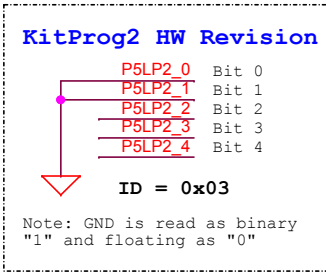 KitProg2 HW Revision
P5LP2_0 Bit 0
P5LP2_1 Bit 1
P5LP2_2 Bit 2
P5LP2_3 Bit 3
P5LP2_4 Bit 4
ID = 0x03
Note: GND is read as binary
"1" and floating as "0"